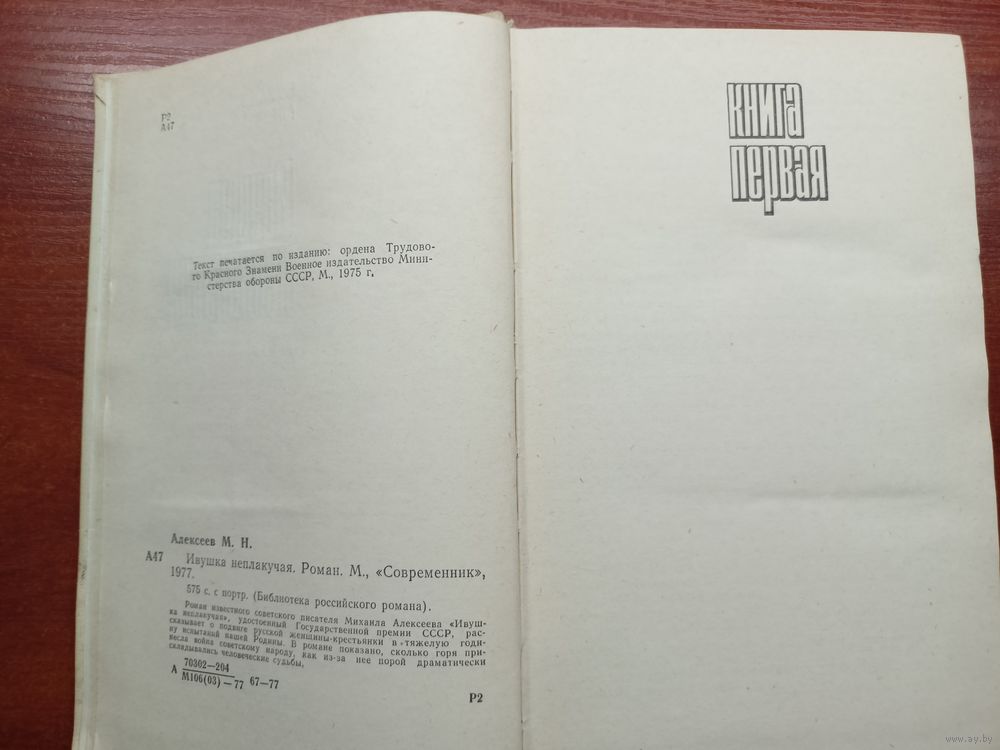 Р2
А47
Текст печатается по изданию: ордена Трудово-
го Красного Знамени Военное издательство Мини-
стерства обороны СССР, М., 1975 г.
Алексеев М. Н.
А47 Ивушка неплакучая. Роман. М., «Современник»,
1977.
575 с. с портр. (Библиотека российского романа).
Роман известного советского писателя Михаила Алексеева «Ивуш-
ка неплакучая», удостоенный Государственной премии СССР, рас-
сказывает о подвиге русской женщины-крестьянки в тяжелую годи-
ну испытаний нашей Родины. В романе показано, сколько горя при-
несла война советскому народу, как из-за нее порой драматически
складывались человеческие судьбы.
А 70302—204
М106(03)—77 67—77
Р2
книга
первая
www.ay.by